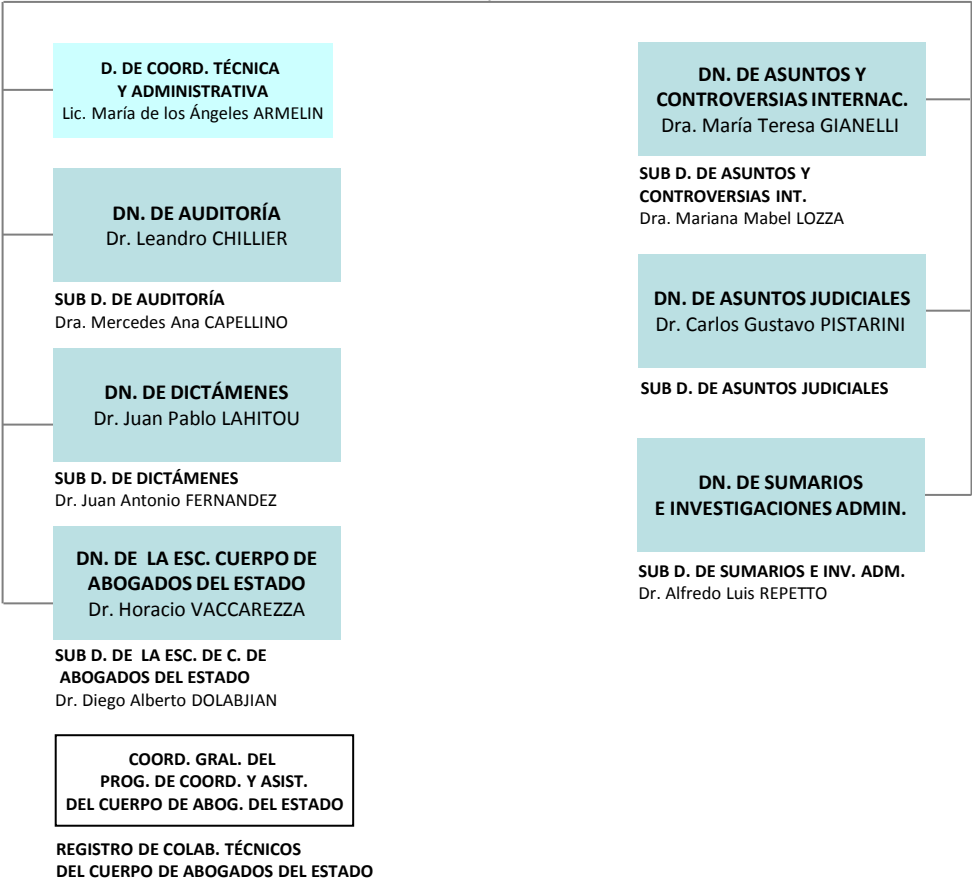 D. DE COORD. TÉCNICA
Y ADMINISTRATIVA
Lic. María de los Ángeles ARMELIN
DN. DE AUDITORÍA
Dr. Leandro CHILLIER
SUB D. DE AUDITORÍA
Dra. Mercedes Ana CAPELLINO
DN. DE DICTÁMENES
Dr. Juan Pablo LAHITOU
SUB D. DE DICTÁMENES
Dr. Juan Antonio FERNANDEZ
DN. DE LA ESC. CUERPO DE
ABOGADOS DEL ESTADO
Dr. Horacio VACCAREZZA
SUB D. DE LA ESC. DE C. DE
ABOGADOS DEL ESTADO
Dr. Diego Alberto DOLABJIAN
COORD. GRAL. DEL
PROG. DE COORD. Y ASIST.
DEL CUERPO DE ABOG. DEL ESTADO
REGISTRO DE COLAB. TÉCNICOS
DEL CUERPO DE ABOGADOS DEL ESTADO
DN. DE ASUNTOS Y
CONTROVERSIAS INTERNAC.
Dra. María Teresa GIANELLI
SUB D. DE ASUNTOS Y
CONTROVERSIAS INT.
Dra. Mariana Mabel LOZZA
DN. DE ASUNTOS JUDICIALES
Dr. Carlos Gustavo PISTARINI
SUB D. DE ASUNTOS JUDICIALES
DN. DE SUMARIOS
E INVESTIGACIONES ADMIN.
SUB D. DE SUMARIOS E INV. ADM.
Dr. Alfredo Luis REPETTO